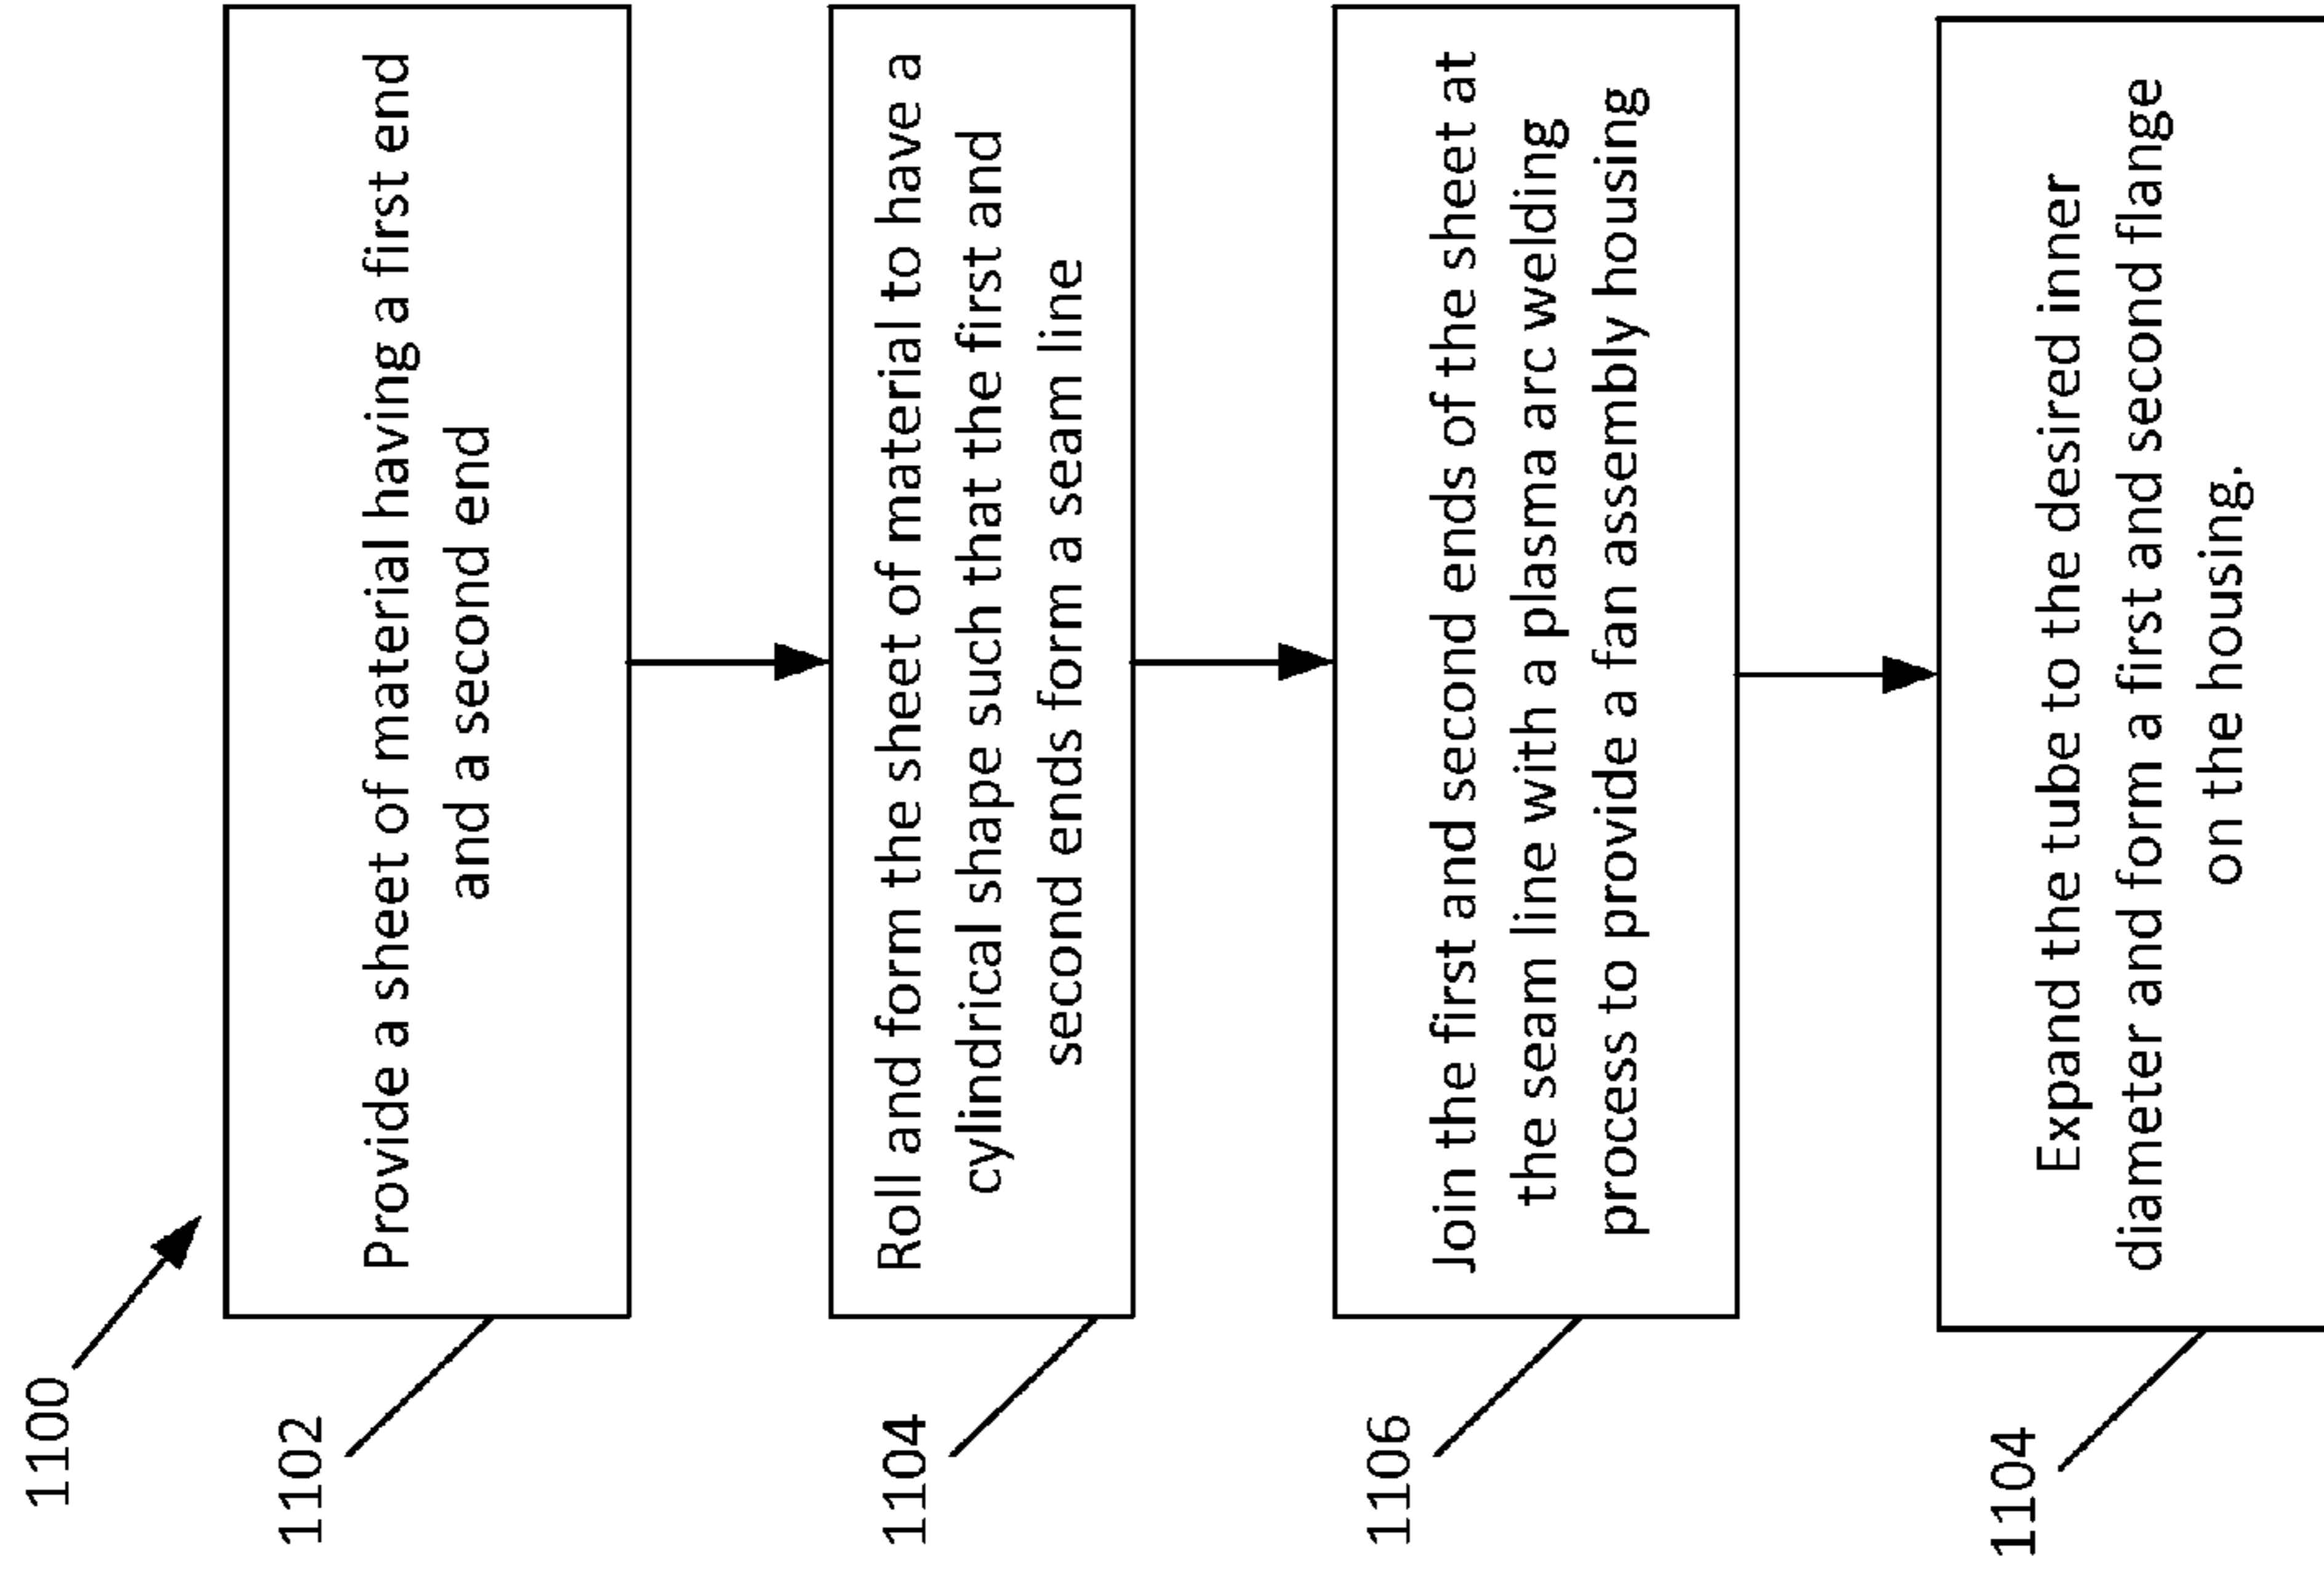 1100
1102
Provide a sheet of material having a first end
and a second end
1104
Roll and form the sheet of material to have a
cylindrical shape such that the first and
second ends form a seam line
1106
Join the first and second ends of the sheet at
the seam line with a plasma arc welding
process to provide a fan assembly housing
1104
Expand the tube to the desired inner
diameter and form a first and second flange
on the housing.